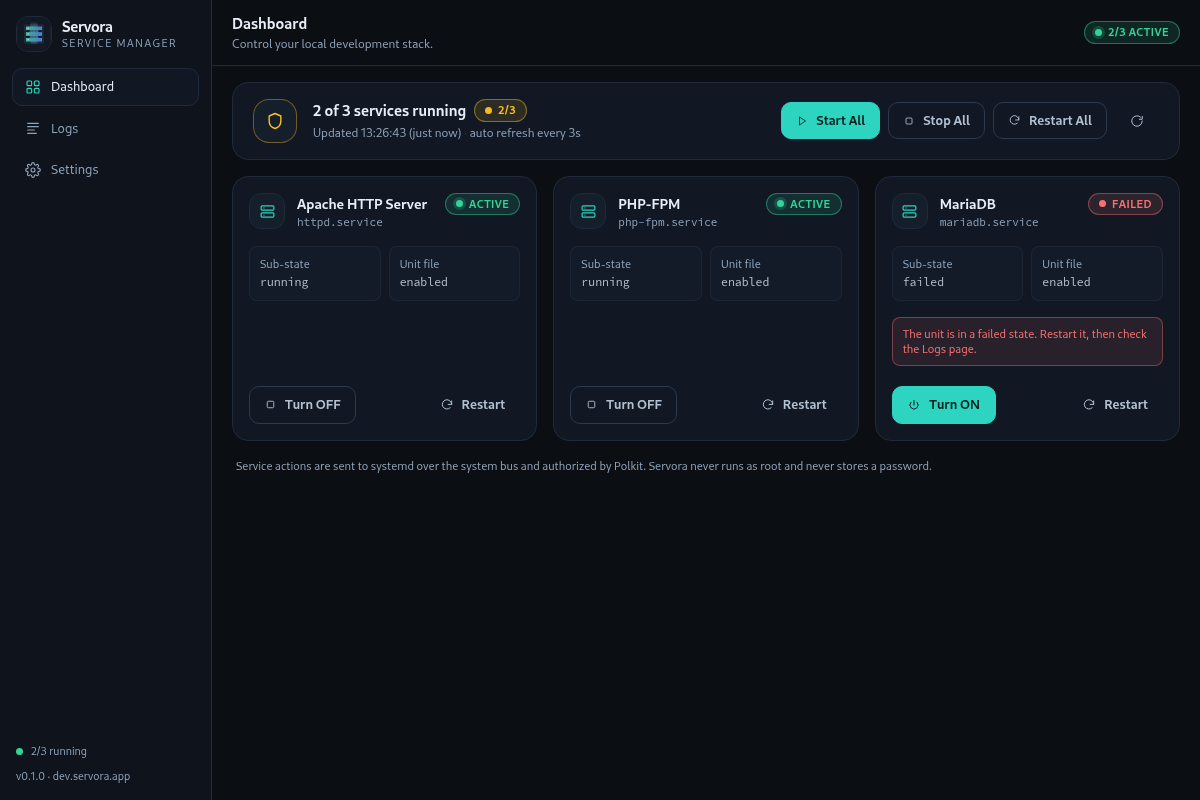 Servora
SERVICE MANAGER
Dashboard
Logs
Settings
2/3 running
v0.1.0 · dev.servora.app
Dashboard
Control your local development stack.
2/3 ACTIVE
2 of 3 services running
2/3
Updated 13:26:43 (just now) · auto refresh every 3s
Start All
Stop All
Restart All
Apache HTTP Server
ACTIVE
httpd.service
Sub-state
running
Unit file
enabled
Turn OFF
Restart
PHP-FPM
ACTIVE
php-fpm.service
Sub-state
running
Unit file
enabled
Turn OFF
Restart
MariaDB
FAILED
mariadb.service
Sub-state
failed
Unit file
enabled
The unit is in a failed state. Restart it, then check
the Logs page.
Turn ON
Restart
Service actions are sent to systemd over the system bus and authorized by Polkit. Servora never runs as root and never stores a password.